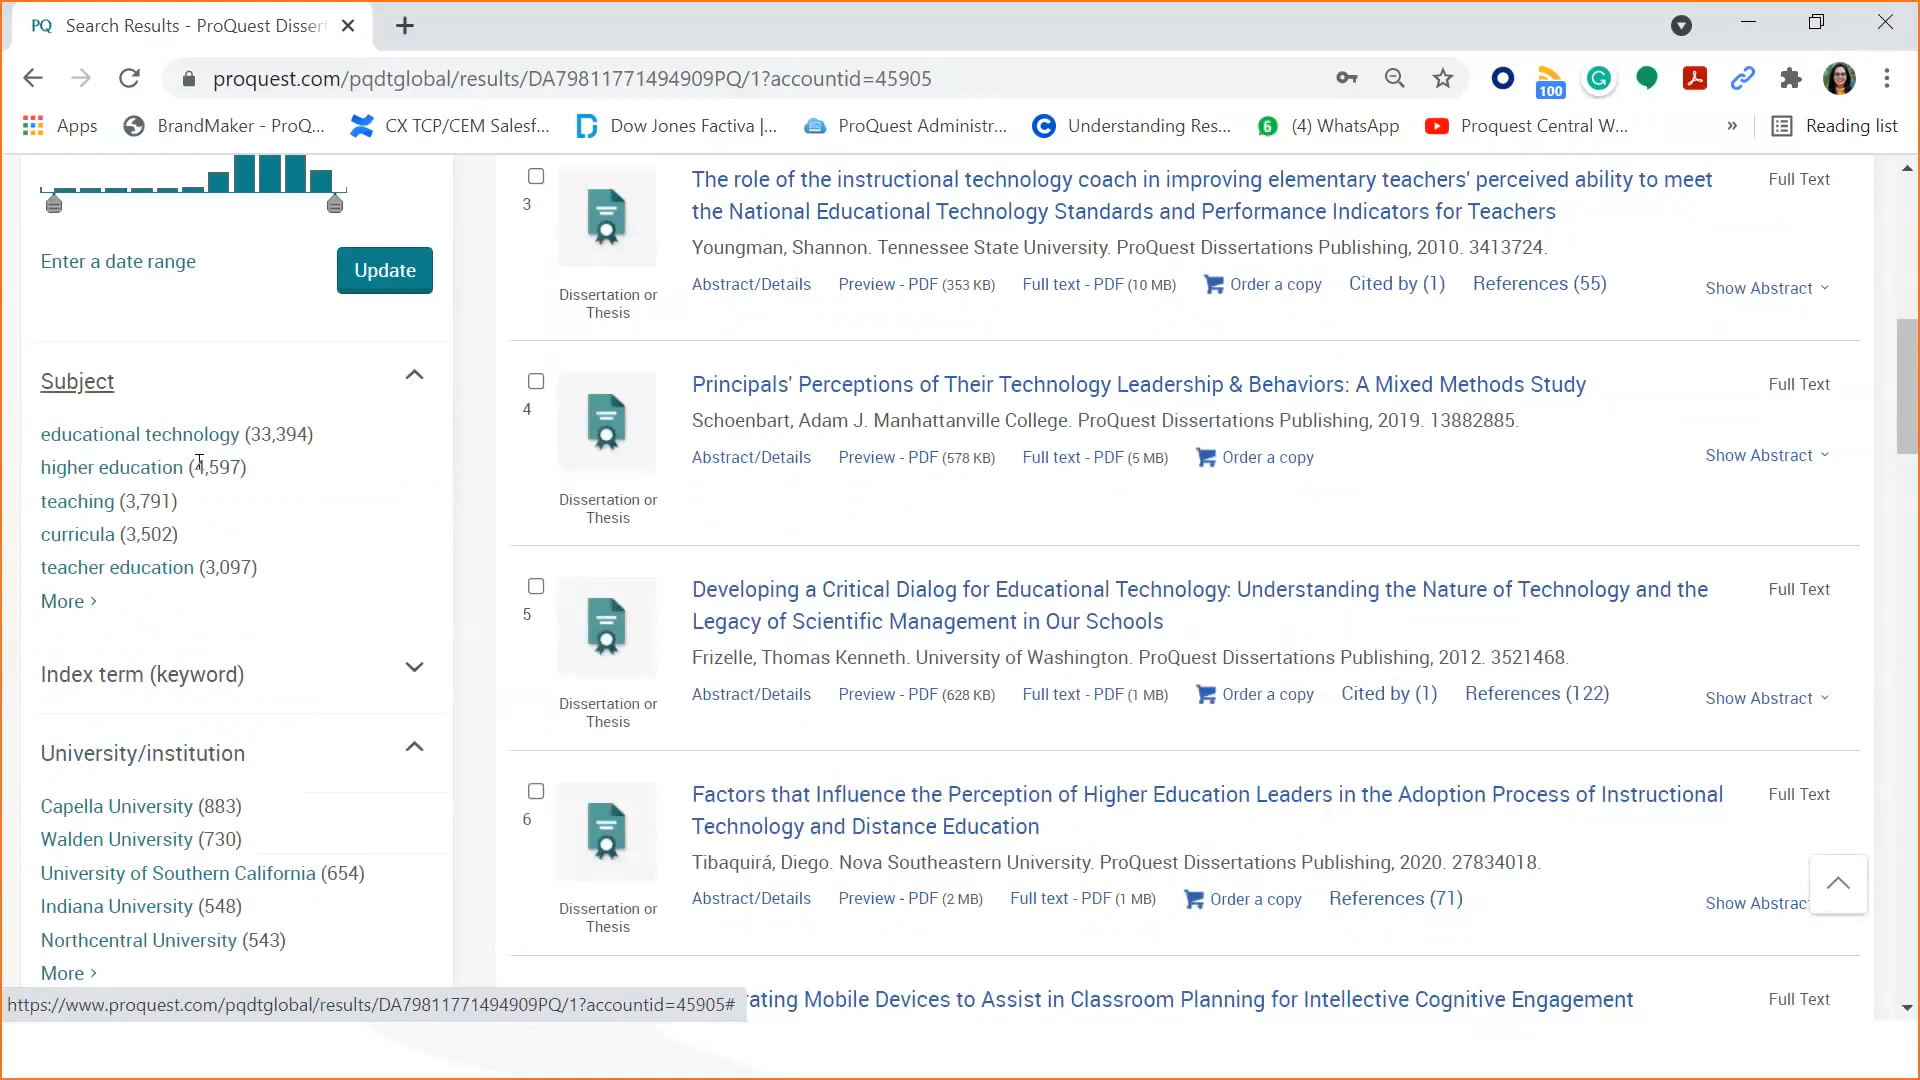 PQ Search Results - ProQuest Disser
proquest.com/pqdtglobal/results/DA79811771494909PQ/1?accountid=45905
100
Apps
BrandMaker - ProQ...
CX TCP/CEM Salesf...
Dow Jones Factiva |...
ProQuest Administr...
Understanding Res...
6 (4) WhatsApp
Proquest Central W...
»
Reading list
Enter a date range
Update
Subject
educational technology (33,394)
higher education (4,597)
teaching (3,791)
curricula (3,502)
teacher education (3,097)
More >
Index term (keyword)
University/institution
Capella University (883)
Walden University (730)
University of Southern California (654)
Indiana University (548)
Northcentral University (543)
More >
https://www.proquest.com/pqdtglobal/results/DA79811771494909PQ/1?accountid=45905#
3
Dissertation or
Thesis
The role of the instructional technology coach in improving elementary teachers' perceived ability to meet
the National Educational Technology Standards and Performance Indicators for Teachers
Full Text
Youngman, Shannon. Tennessee State University. ProQuest Dissertations Publishing, 2010. 3413724.
Abstract/Details Preview - PDF (353 KB) Full text - PDF (10 MB) Order a copy Cited by (1) References (55) Show Abstract
4
Dissertation or
Thesis
Principals' Perceptions of Their Technology Leadership & Behaviors: A Mixed Methods Study
Full Text
Schoenbart, Adam J. Manhattanville College. ProQuest Dissertations Publishing, 2019. 13882885.
Abstract/Details Preview - PDF (578 KB) Full text - PDF (5 MB) Order a copy Show Abstract
5
Dissertation or
Thesis
Developing a Critical Dialog for Educational Technology: Understanding the Nature of Technology and the
Legacy of Scientific Management in Our Schools
Full Text
Frizelle, Thomas Kenneth. University of Washington. ProQuest Dissertations Publishing, 2012. 3521468.
Abstract/Details Preview - PDF (628 KB) Full text - PDF (1 MB) Order a copy Cited by (1) References (122) Show Abstract
6
Dissertation or
Thesis
Factors that Influence the Perception of Higher Education Leaders in the Adoption Process of Instructional
Technology and Distance Education
Full Text
Tibaquirá, Diego. Nova Southeastern University. ProQuest Dissertations Publishing, 2020. 27834018.
Abstract/Details Preview - PDF (2 MB) Full text - PDF (1 MB) Order a copy References (71) Show Abstrac
rating Mobile Devices to Assist in Classroom Planning for Intellective Cognitive Engagement
Full Text